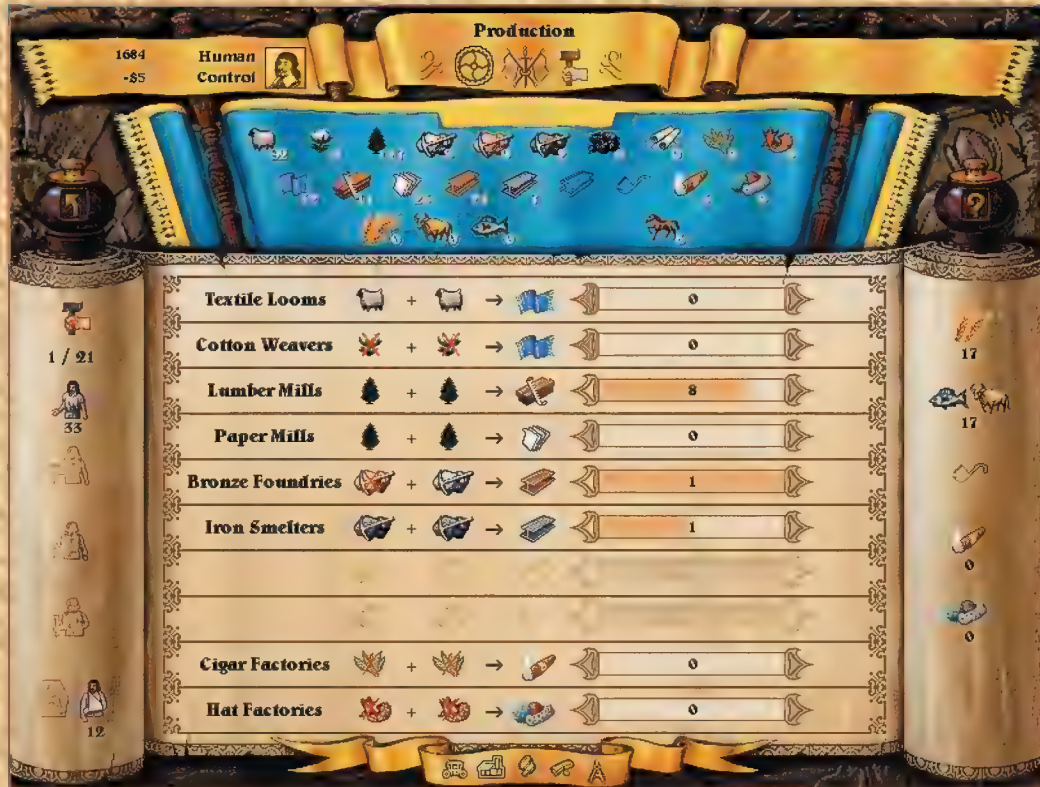 Production
1684 Human
-$5 Control
52
Textile Looms + → 0
Cotton Weavers + → 0
Lumber Mills + → 8
Paper Mills + → 0
Bronze Foundries + → 1
Iron Smelters + → 1
Cigar Factories + → 0
Hat Factories + → 0
1 / 21
33
12
17
17
0
0
?